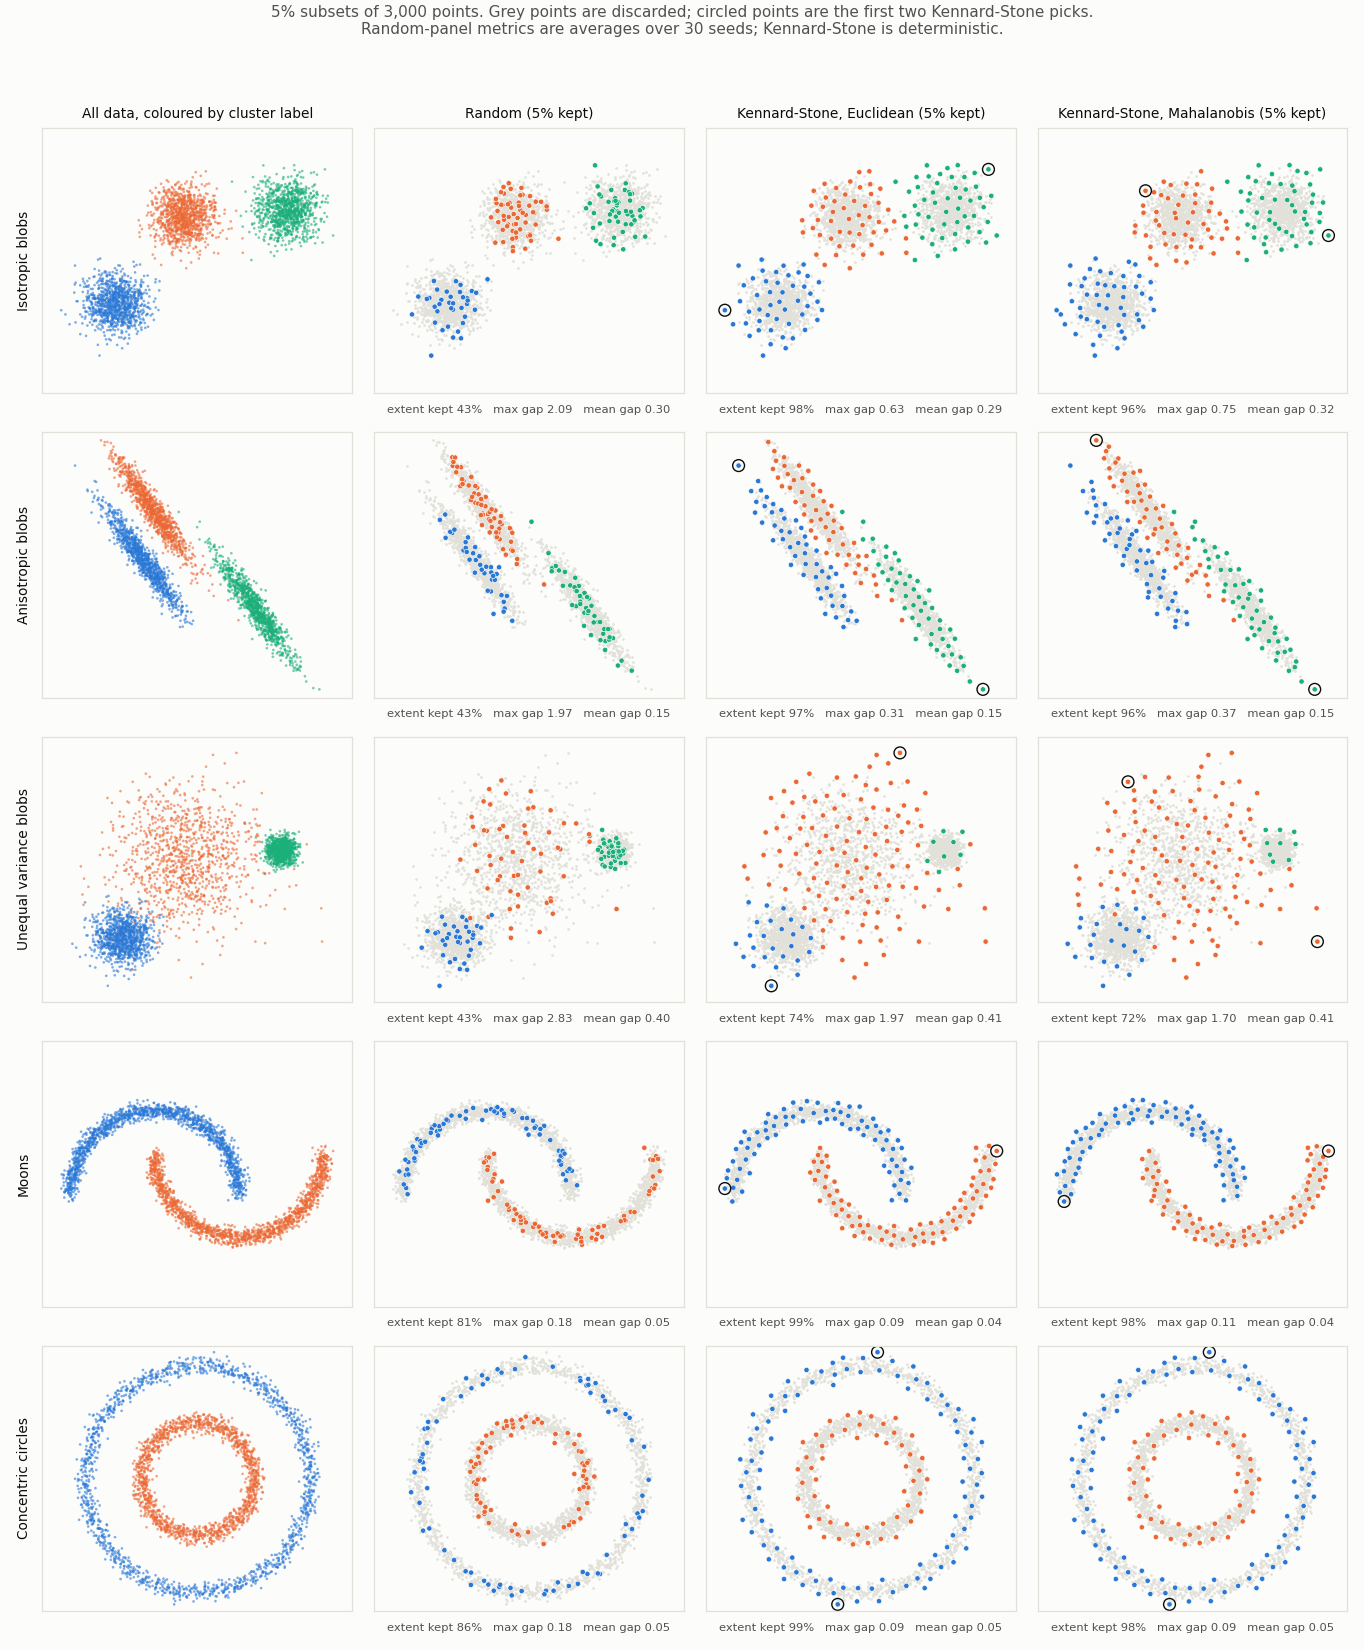 5% subsets of 3,000 points. Grey points are discarded; circled points are the first two Kennard-Stone picks.
Random-panel metrics are averages over 30 seeds; Kennard-Stone is deterministic.
All data, coloured by cluster label
Random (5% kept)
Kennard-Stone, Euclidean (5% kept)
Kennard-Stone, Mahalanobis (5% kept)
Isotropic blobs
extent kept 43%   max gap 2.09   mean gap 0.30
extent kept 98%   max gap 0.63   mean gap 0.29
extent kept 96%   max gap 0.75   mean gap 0.32
Anisotropic blobs
extent kept 43%   max gap 1.97   mean gap 0.15
extent kept 97%   max gap 0.31   mean gap 0.15
extent kept 96%   max gap 0.37   mean gap 0.15
Unequal variance blobs
extent kept 43%   max gap 2.83   mean gap 0.40
extent kept 74%   max gap 1.97   mean gap 0.41
extent kept 72%   max gap 1.70   mean gap 0.41
Moons
extent kept 81%   max gap 0.18   mean gap 0.05
extent kept 99%   max gap 0.09   mean gap 0.04
extent kept 98%   max gap 0.11   mean gap 0.04
Concentric circles
extent kept 86%   max gap 0.18   mean gap 0.05
extent kept 99%   max gap 0.09   mean gap 0.05
extent kept 98%   max gap 0.09   mean gap 0.05